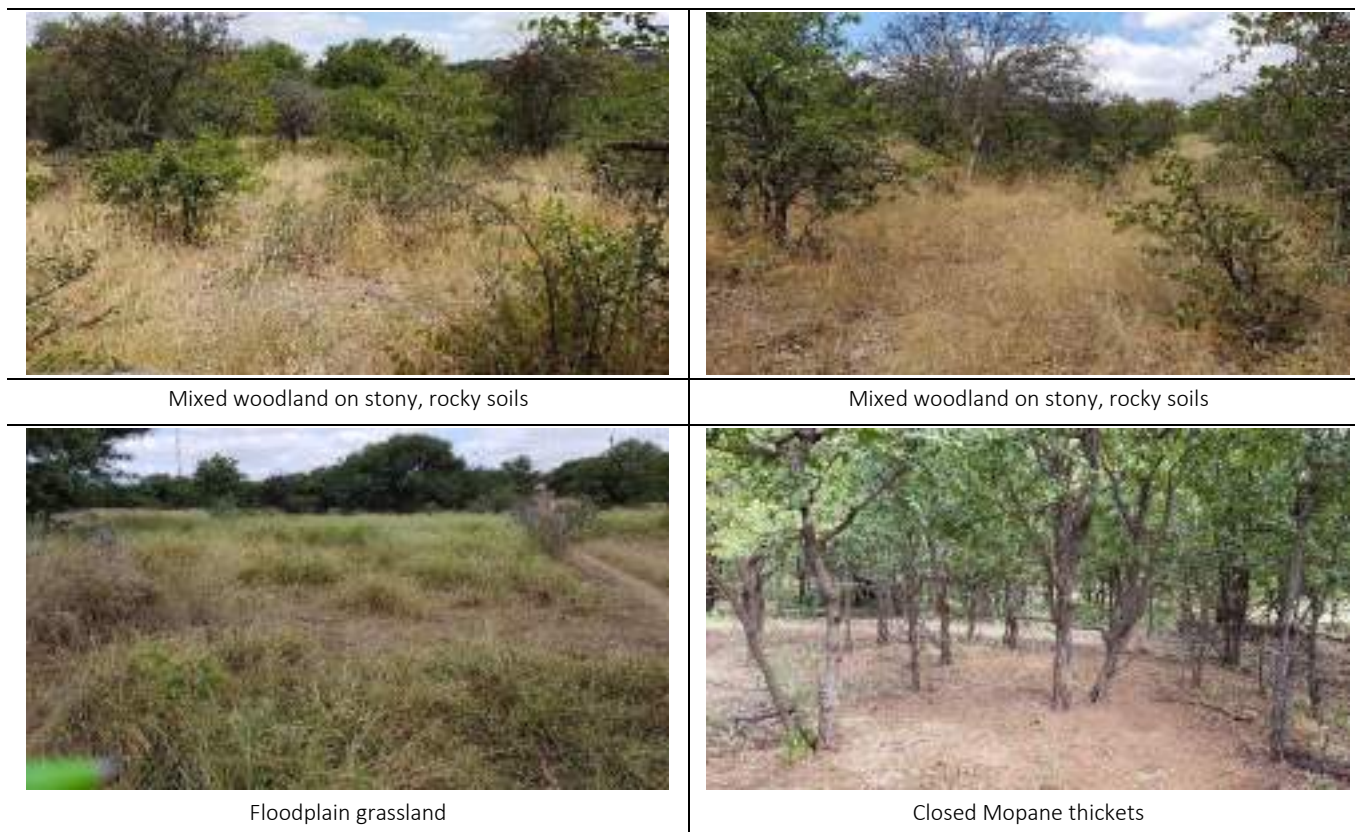 Mixed woodland on stony, rocky soils
Mixed woodland on stony, rocky soils
Floodplain grassland
Closed Mopane thickets